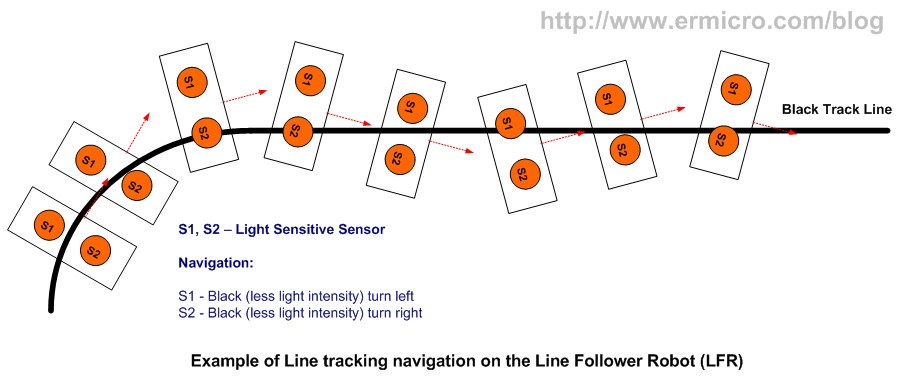 http://www.ermicro.com/blog
S1
S2
S1
S2
S1
S2
S1
S2
S1
S2
S1
S2
S1
S2
S1
S2
Black Track Line
S1, S2 – Light Sensitive Sensor
Navigation:
S1 - Black (less light intensity) turn left
S2 - Black (less light intensity) turn right
Example of Line tracking navigation on the Line Follower Robot (LFR)